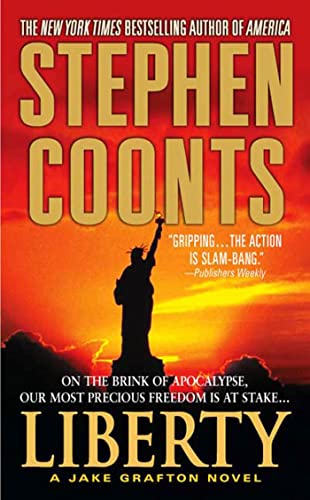 THE NEW YORK TIMES BESTSELLING AUTHOR OF AMERICA
STEPHEN
COONTS
"GRIPPING...THE ACTION
IS SLAM-BANG."
—Publishers Weekly
ON THE BRINK OF APOCALYPSE,
OUR MOST PRECIOUS FREEDOM IS AT STAKE...
LIBERTY
A JAKE GRAFTON NOVEL